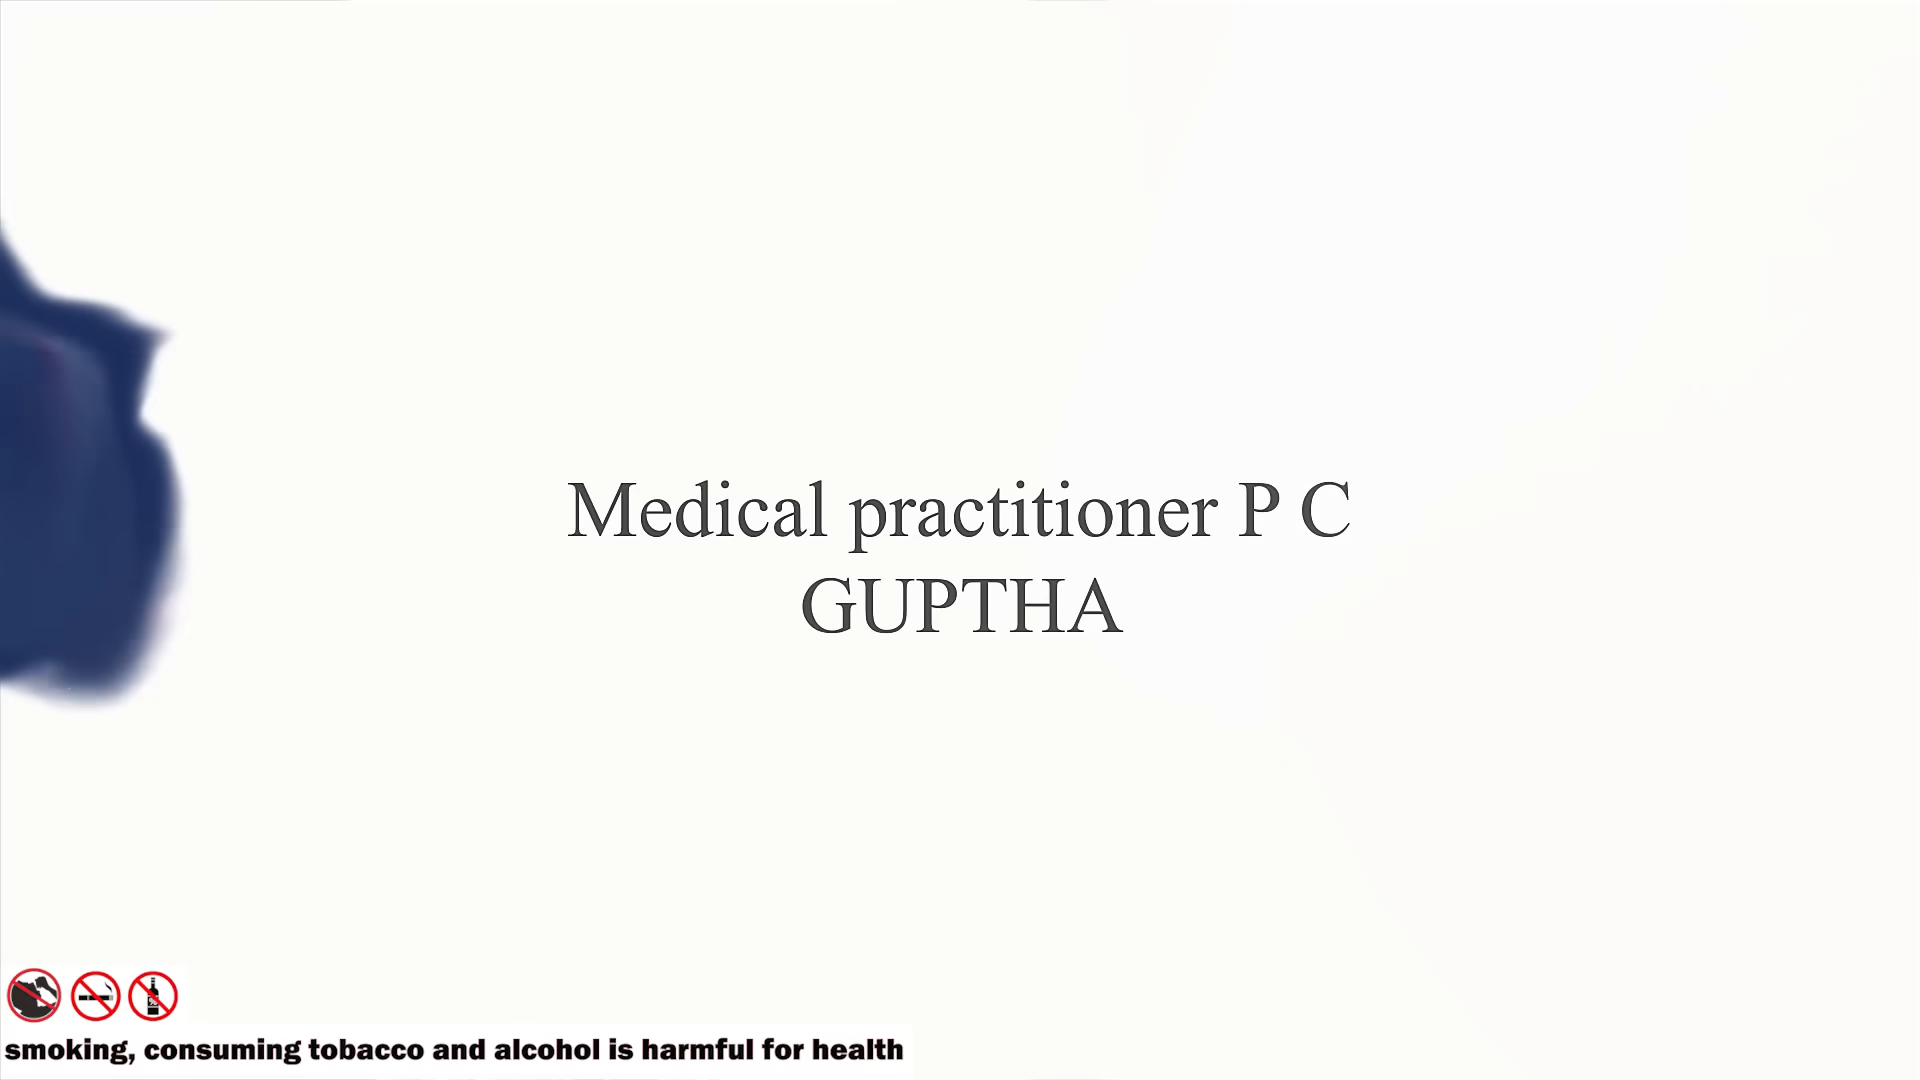 Medical practitioner P C
GUPTHA
smoking, consuming tobacco and alcohol is harmful for health